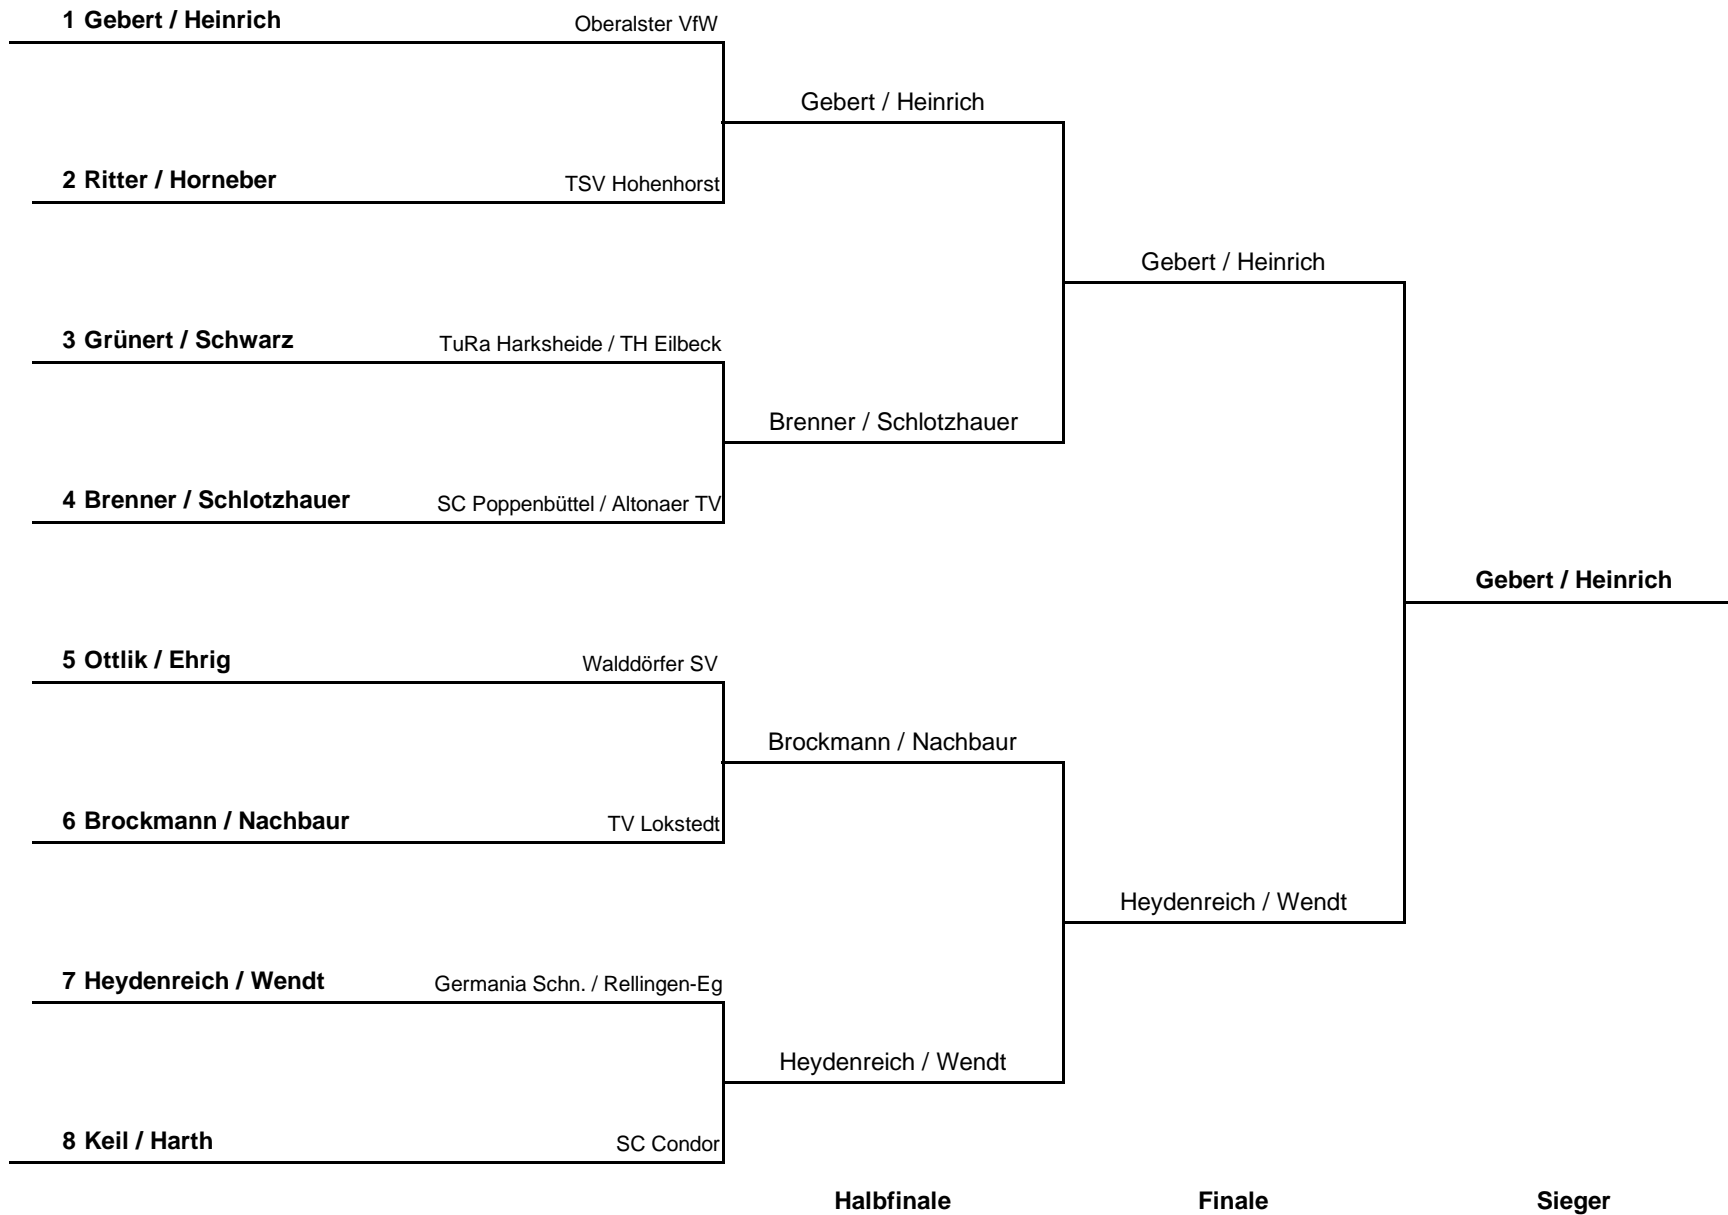 1 Gebert / Heinrich Oberalster VfW
Gebert / Heinrich
2 Ritter / Horneber TSV Hohenhorst
Gebert / Heinrich
3 Grünert / Schwarz TuRa Harksheide / TH Eilbeck
Brenner / Schlotzhauer
4 Brenner / Schlotzhauer SC Poppenbüttel / Altonaer TV
Gebert / Heinrich
5 Ottlik / Ehrig Walddörfer SV
Brockmann / Nachbaur
6 Brockmann / Nachbaur TV Lokstedt
Heydenreich / Wendt
7 Heydenreich / Wendt Germania Schn. / Rellingen-Eg
Heydenreich / Wendt
8 Keil / Harth SC Condor
Halbfinale Finale Sieger